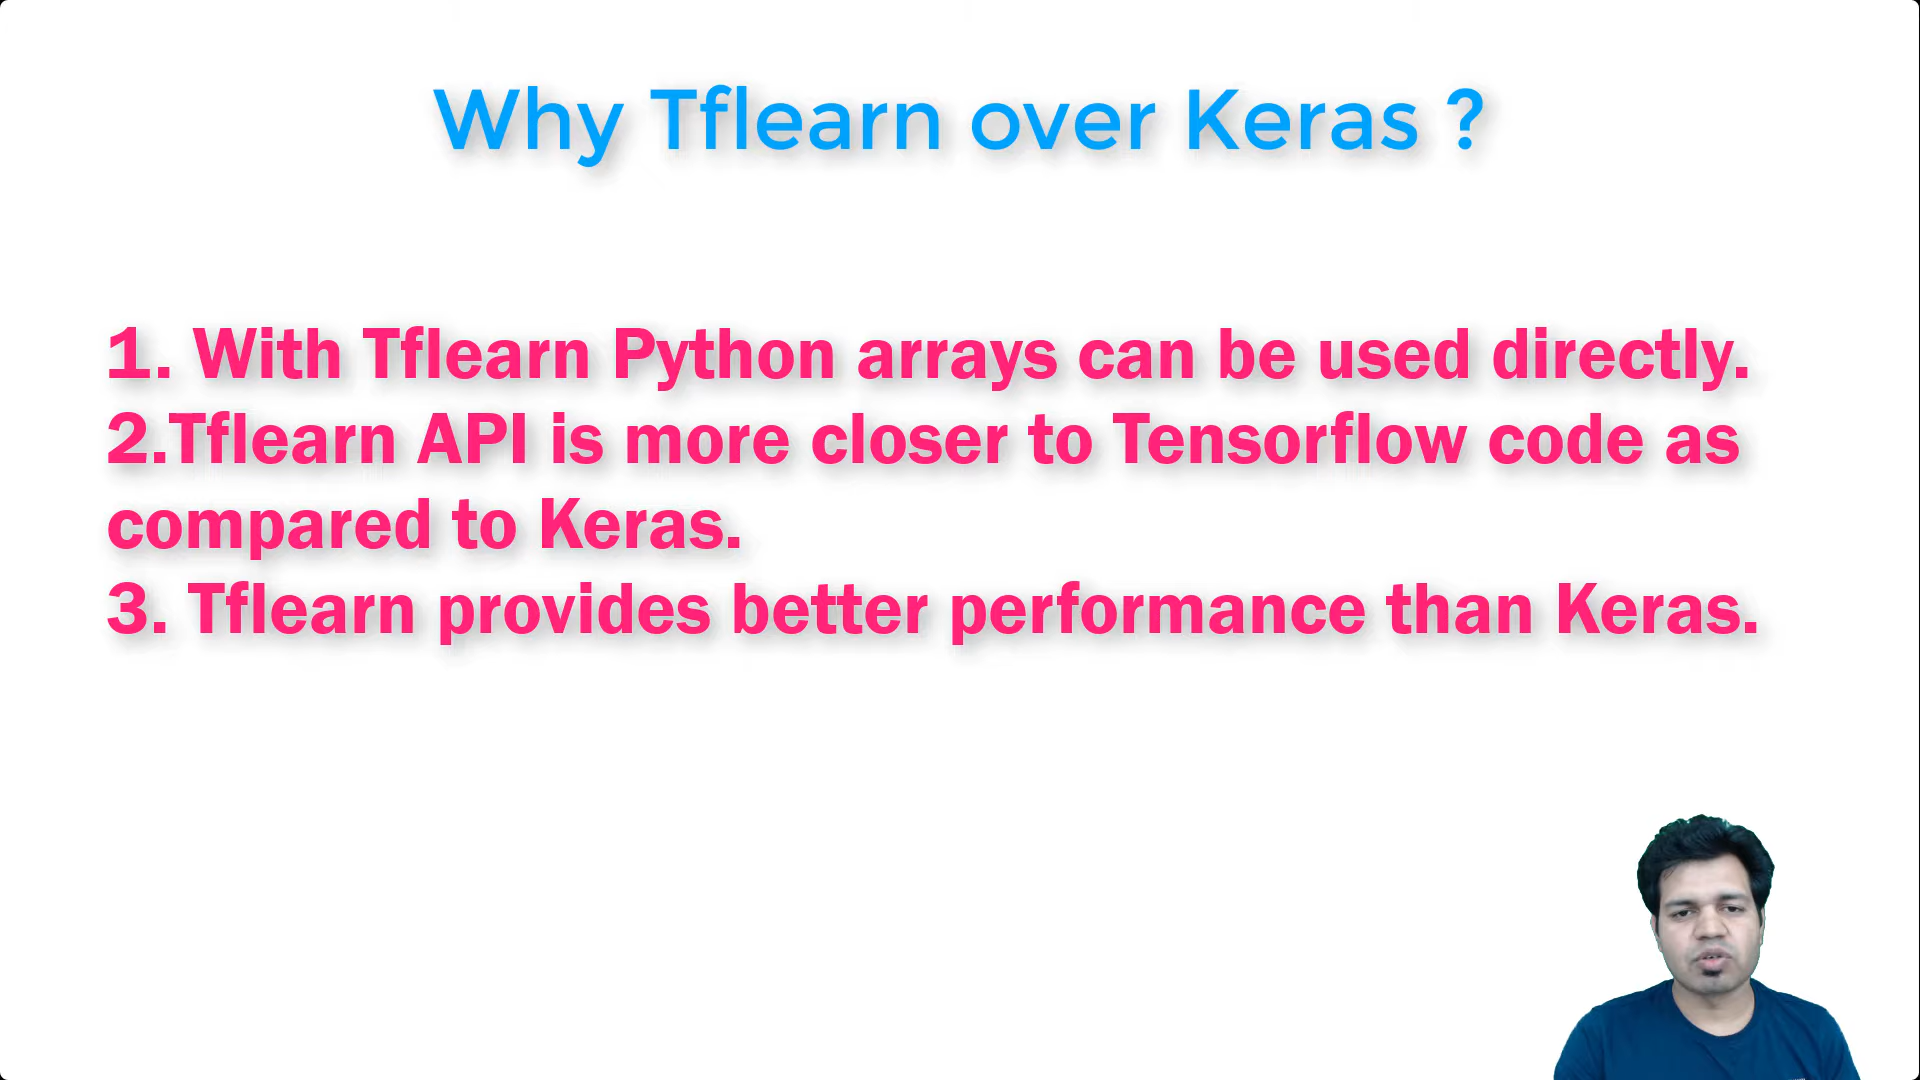 Why Tflearn over Keras ?
1. With Tflearn Python arrays can be used directly.
2.Tflearn API is more closer to Tensorflow code as
compared to Keras.
3. Tflearn provides better performance than Keras.